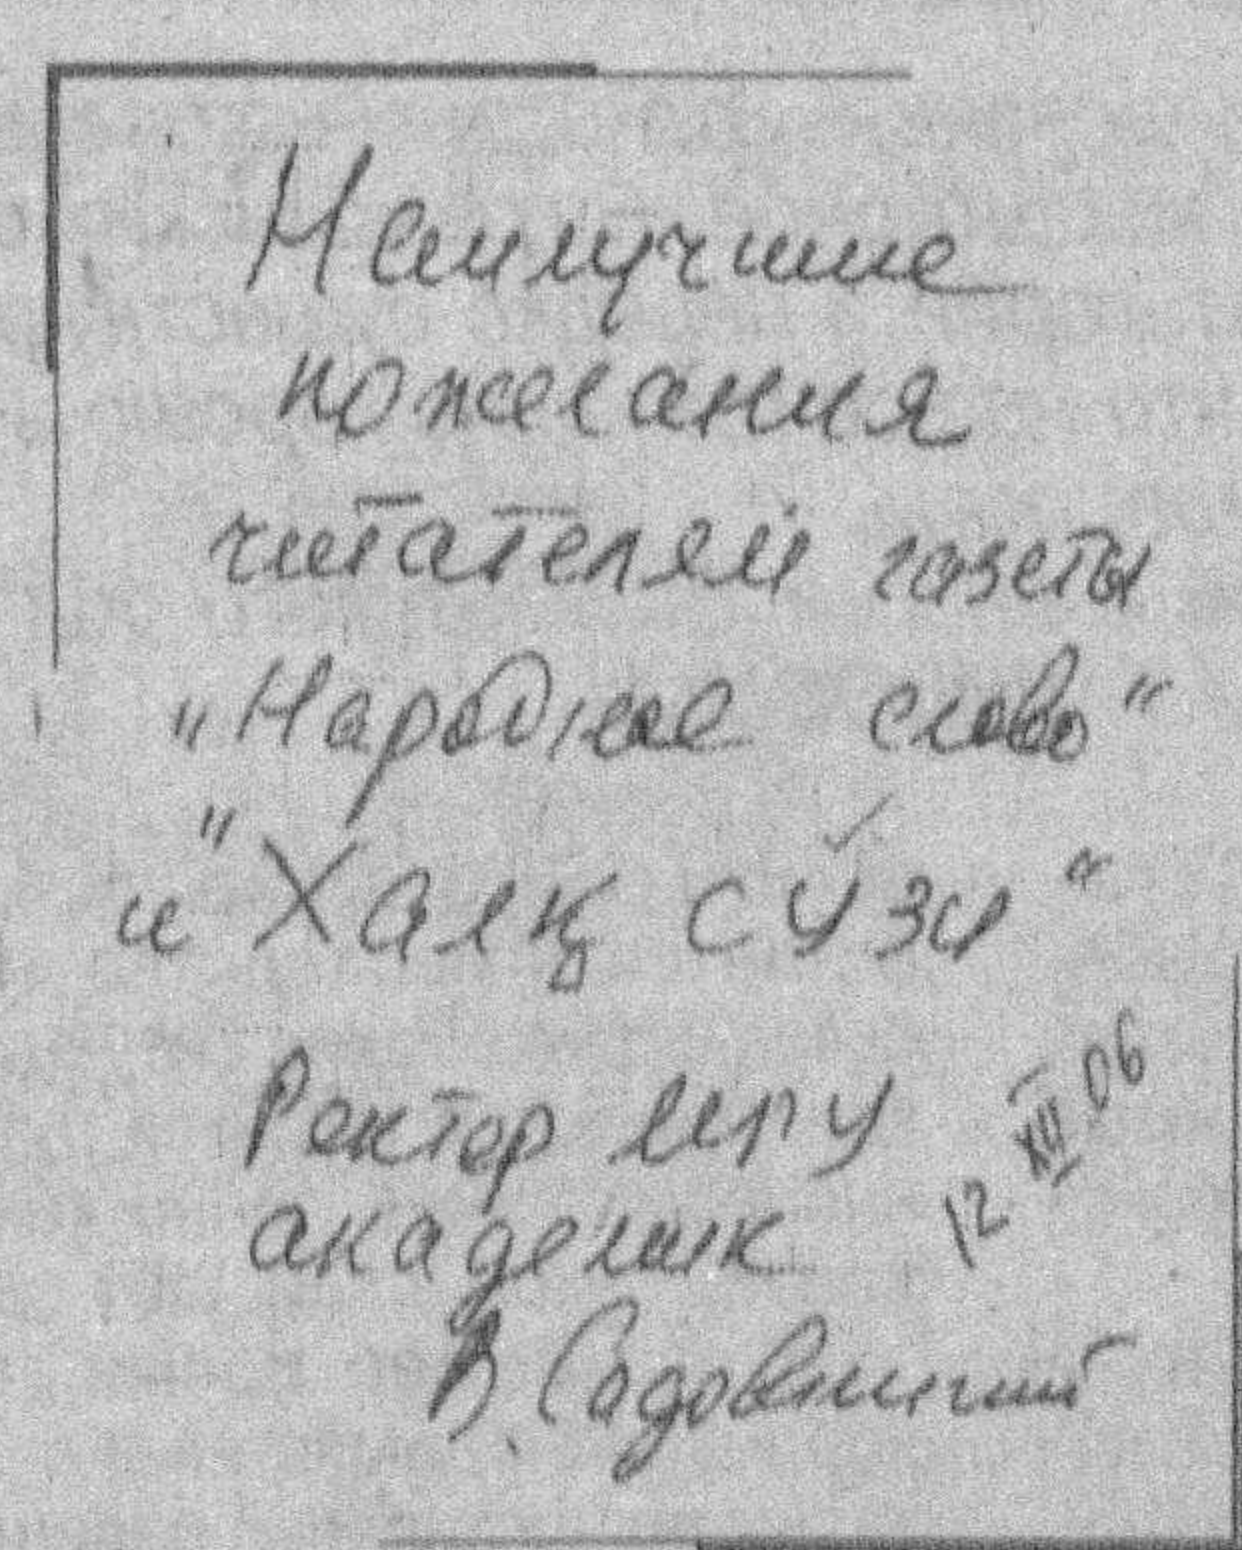 Наилучшие
пожелания
читателям газеты
„Народное слово“
и "Халқ сўзи“
Ректор МГУ
академик
В. Садовничий
12 XII 06